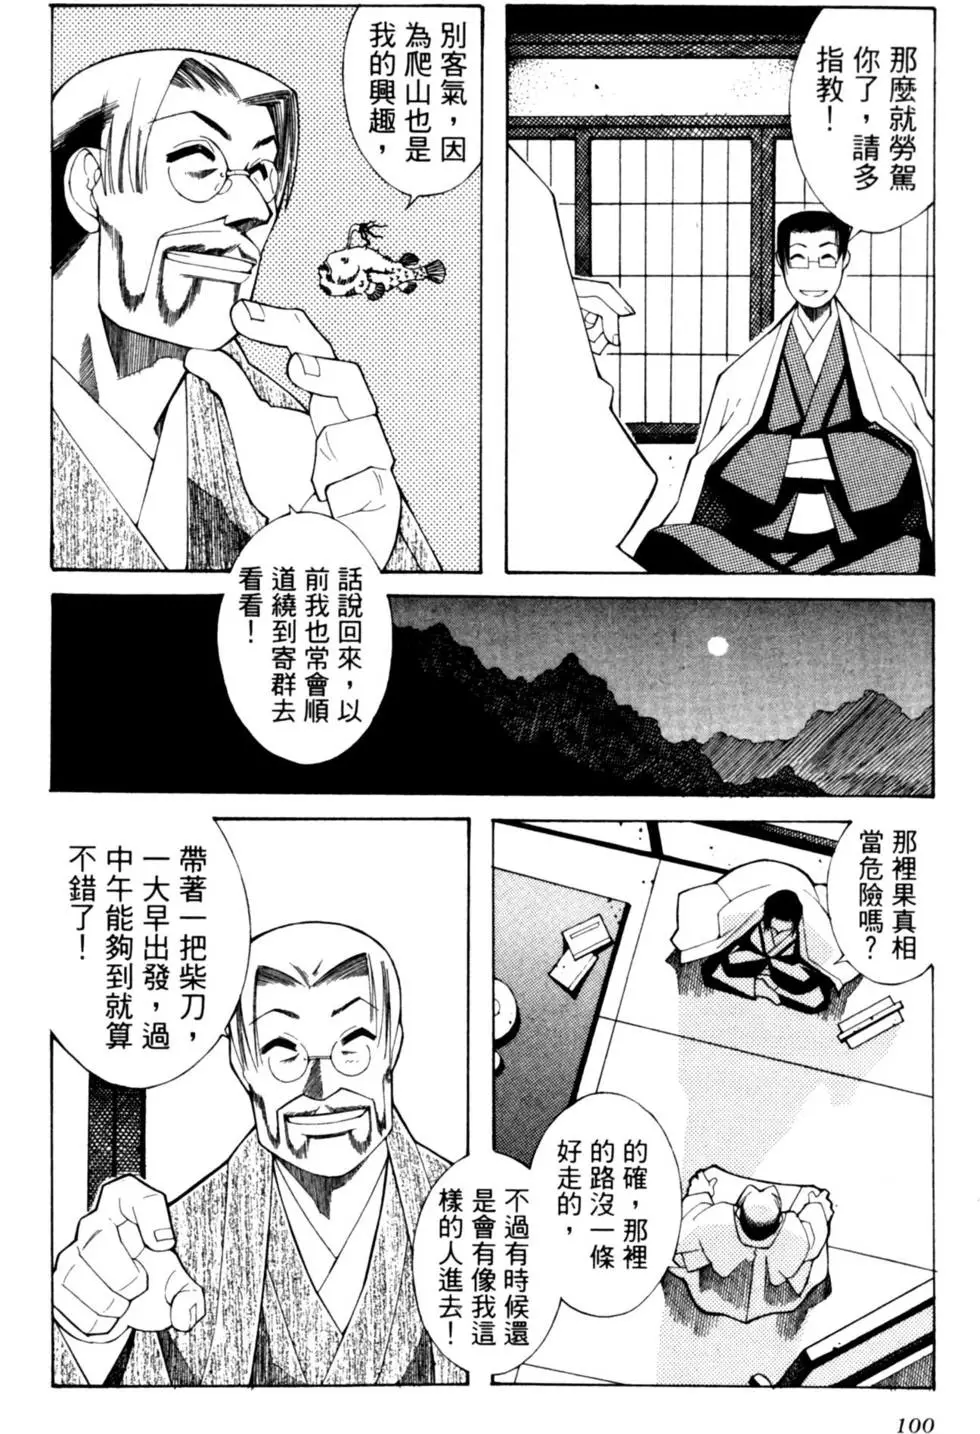 那麼就勞駕
你了，請多
指教！
別客氣，因
為爬山也是
我的興趣，
話說回來，以
前我也常會順
道繞到寄群去
看看！
那裡果真相
當危險嗎？
的確，那裡
的路沒一條
好走的，
不過有時候還
是會有像我這
樣的人進去！
帶著一把柴刀，
一大早出發，過
中午能夠到就算
不錯了！
100